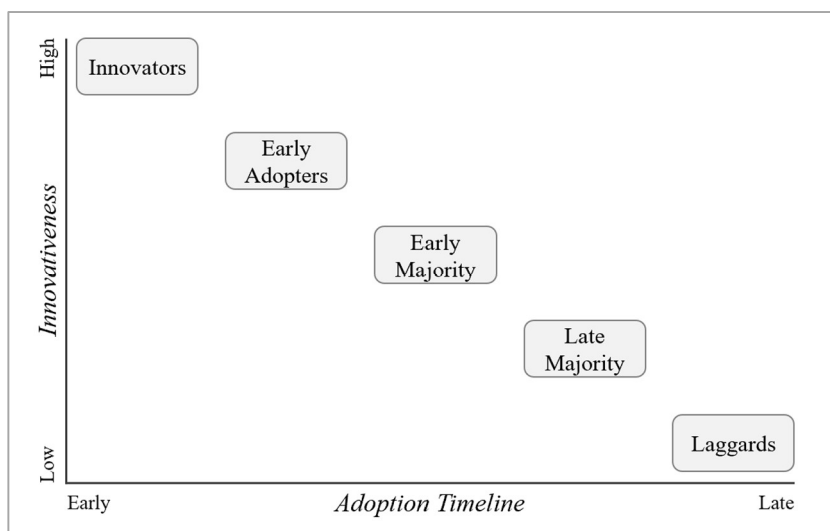 High
Innovators
Early
Adopters
Innovativeness
Early
Majority
Late
Majority
Low
Laggards
Early
Adoption Timeline
Late